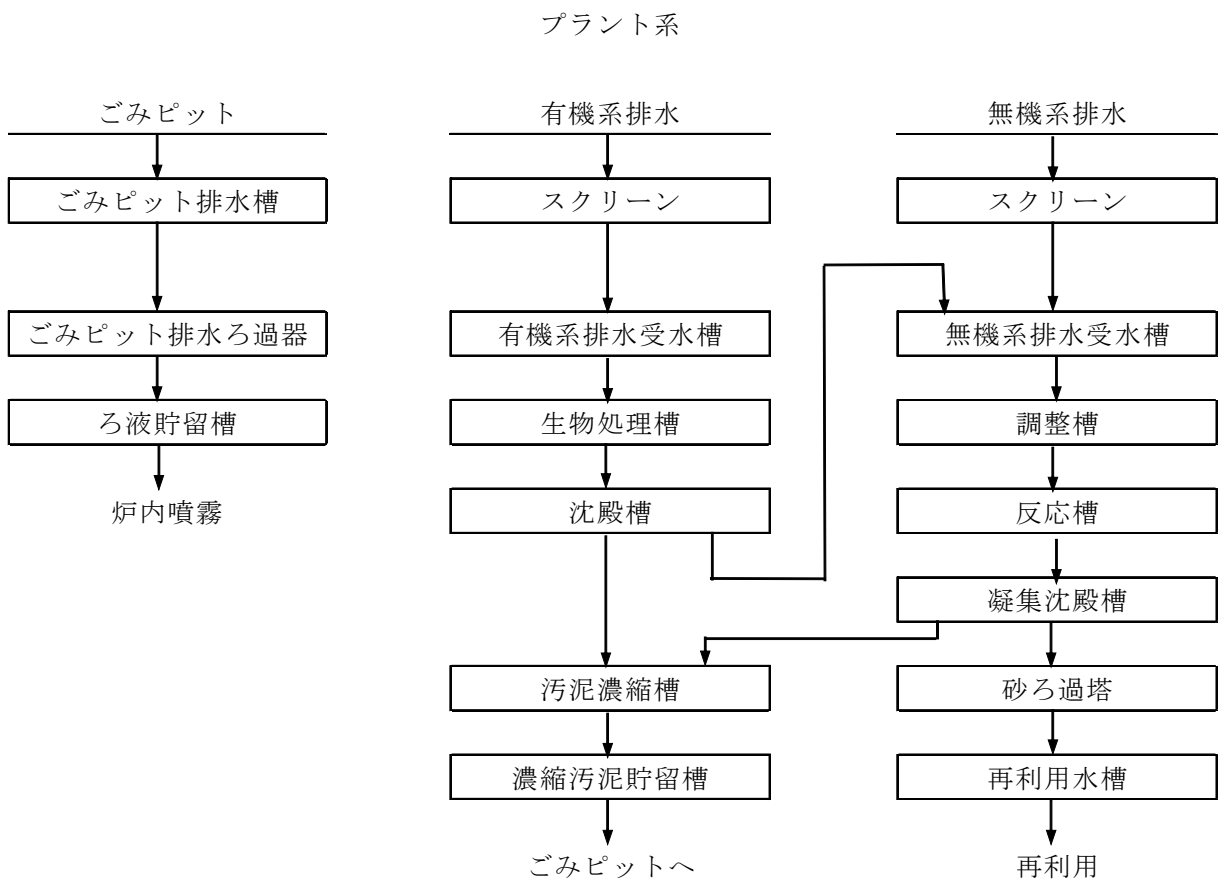 プラント系
ごみピット
ごみピット排水槽
ごみピット排水ろ過器
ろ液貯留槽
炉内噴霧
有機系排水
スクリーン
有機系排水受水槽
生物処理槽
沈殿槽
汚泥濃縮槽
濃縮汚泥貯留槽
ごみピットへ
無機系排水
スクリーン
無機系排水受水槽
調整槽
反応槽
凝集沈殿槽
砂ろ過塔
再利用水槽
再利用